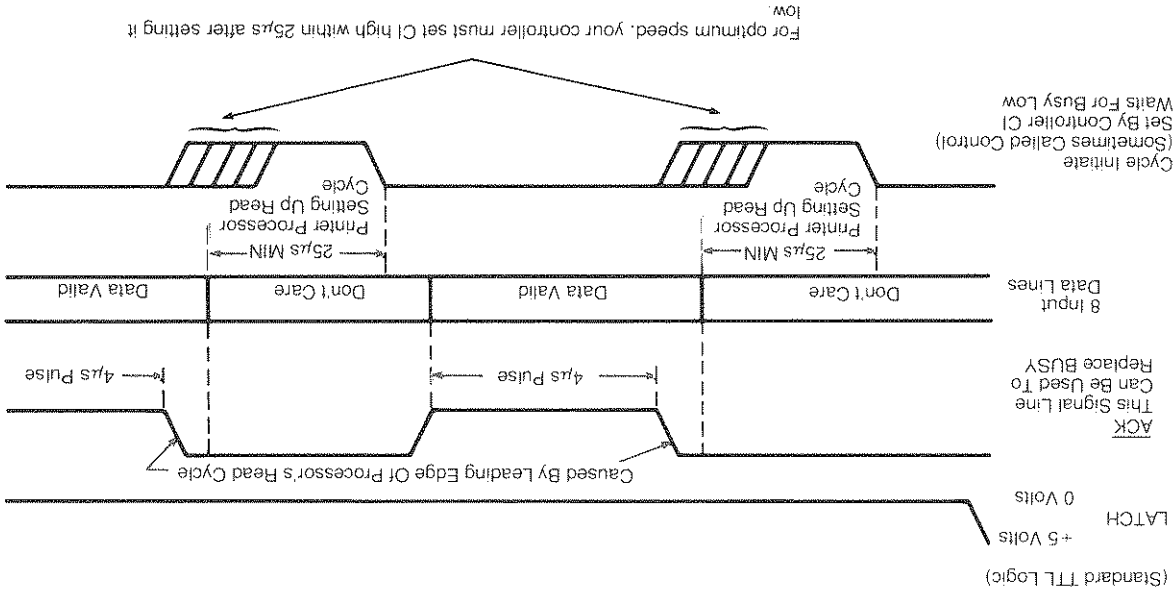 (Standard TTL Logic)
+5 Volts
LATCH
0 Volts
Caused By Leading Edge Of Processor's Read Cycle
ACK
This Signal Line
Can Be Used To
Replace BUSY
4µs Pulse
4µs Pulse
8 Input
Data Lines
Don't Care
Data Valid
Don't Care
Data Valid
25µs MIN
Printer Processor
Setting Up Read
Cycle
25µs MIN
Printer Processor
Setting Up Read
Cycle
Cycle Initiate
(Sometimes Called Control)
Set By Controller CI
Waits For Busy Low
For optimum speed, your controller must set CI high within 25µs after setting it
low.